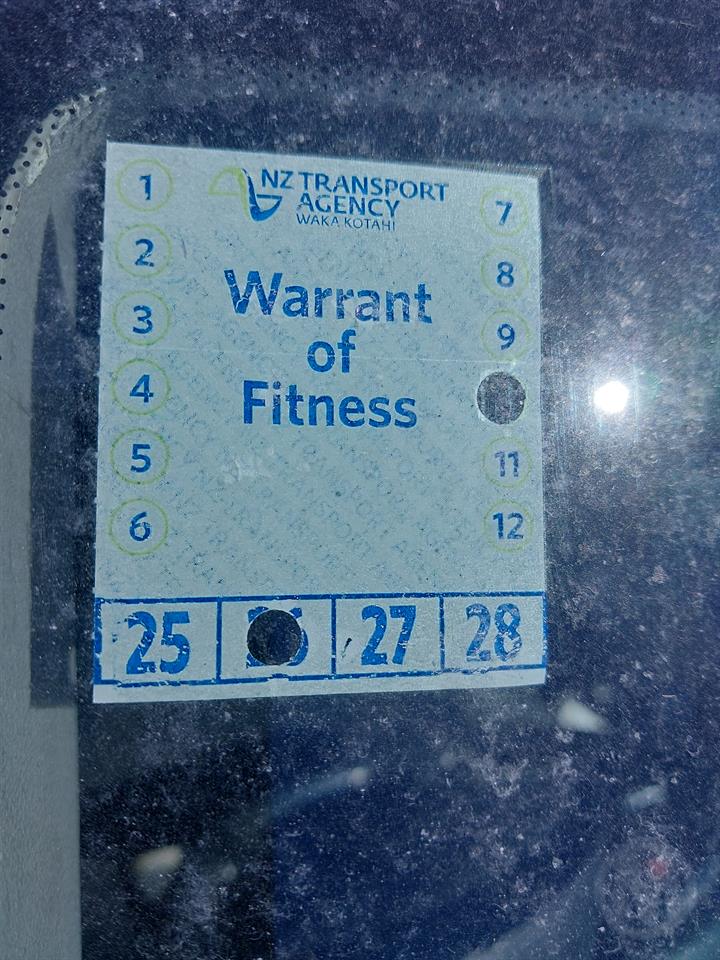 NZ TRANSPORT
AGENCY
WAKA KOTAHI
1
2
3
4
5
6
7
8
9
11
12
Warrant
of
Fitness
25
27
28